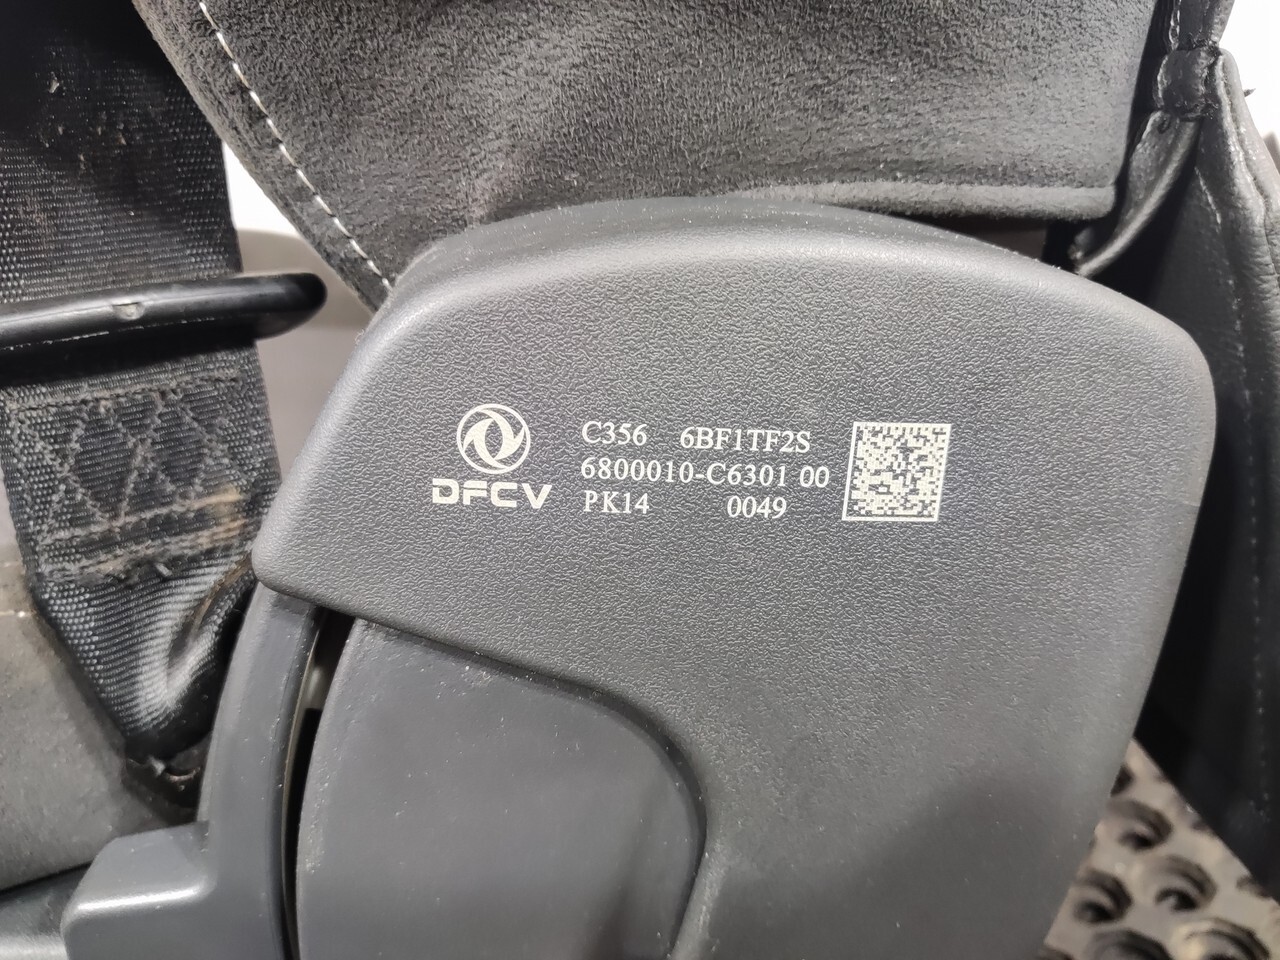 DFCV
C356 6BF1TF2S
6800010-C6301 00
PK14 0049